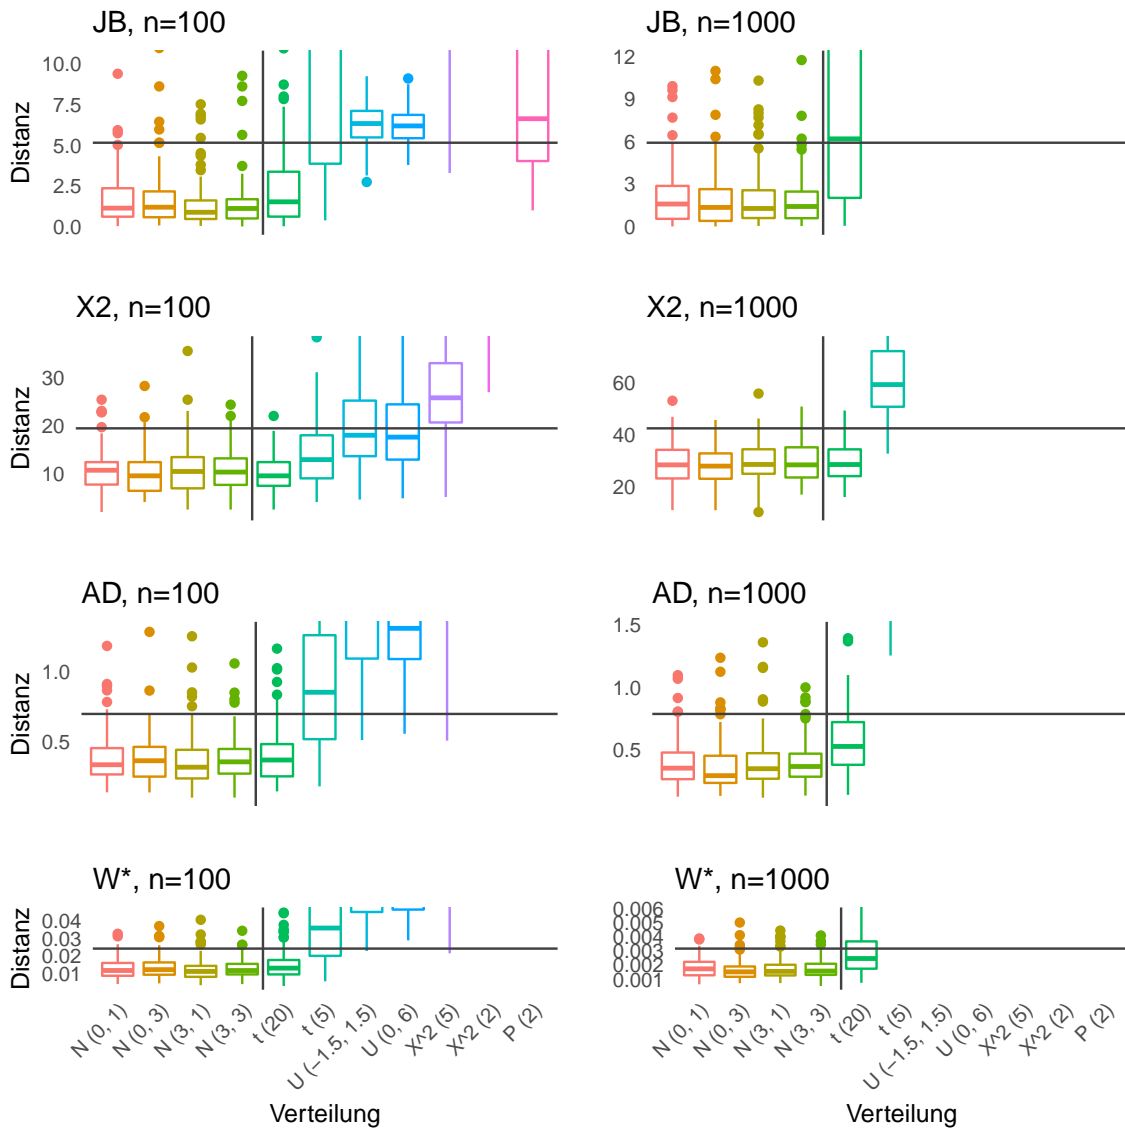 JB, n=100
10.0
7.5
5.0
2.5
0.0
Distanz
JB, n=1000
12
9
6
3
0
X2, n=100
30
20
10
Distanz
X2, n=1000
60
40
20
AD, n=100
1.0
0.5
Distanz
AD, n=1000
1.5
1.0
0.5
W*, n=100
0.04
0.03
0.02
0.01
Distanz
N (0, 1)
N (0, 3)
N (3, 1)
N (3, 3)
t (20)
t (5)
U (−1.5, 1.5)
U (0, 6)
X^2 (5)
X^2 (2)
P (2)
Verteilung
W*, n=1000
0.006
0.005
0.004
0.003
0.002
0.001
N (0, 1)
N (0, 3)
N (3, 1)
N (3, 3)
t (20)
t (5)
U (−1.5, 1.5)
U (0, 6)
X^2 (5)
X^2 (2)
P (2)
Verteilung